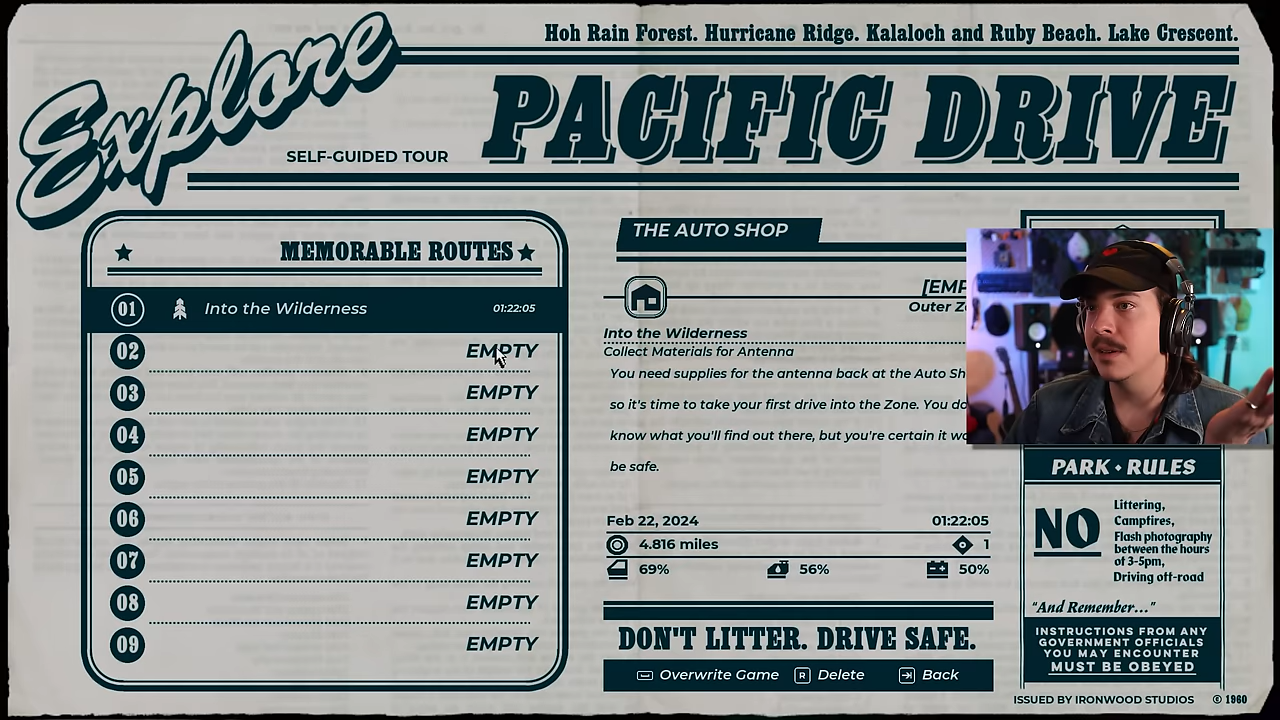 Explore
Hoh Rain Forest. Hurricane Ridge. Kalaloch and Ruby Beach. Lake Crescent.
PACIFIC DRIVE
SELF-GUIDED TOUR
MEMORABLE ROUTES
01 Into the Wilderness 01:22:05
02 EMPTY
03 EMPTY
04 EMPTY
05 EMPTY
06 EMPTY
07 EMPTY
08 EMPTY
09 EMPTY
THE AUTO SHOP
Outer
Into the Wilderness
Collect Materials for Antenna
You need supplies for the antenna back at the Auto
so it's time to take your first drive into the Zone. You
know what you'll find out there, but you're certain it
be safe.
Feb 22, 2024 01:22:05
4.816 miles 1
69% 56% 50%
DON'T LITTER. DRIVE SAFE.
Overwrite Game R Delete Back
PARK • RULES
NO
Littering,
Campfires,
Flash photography
between the hours
of 3-5pm,
Driving off-road
"And Remember..."
INSTRUCTIONS FROM ANY
GOVERNMENT OFFICIALS
YOU MAY ENCOUNTER
MUST BE OBEYED
ISSUED BY IRONWOOD STUDIOS © 1960